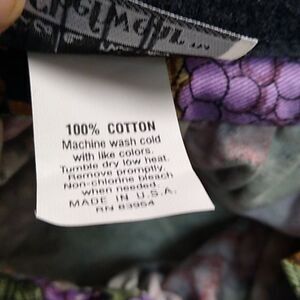 100% COTTON
Machine wash cold
with like colors.
Tumble dry low heat.
Remove promptly.
Non-chlorine bleach
when needed.
MADE IN U.S.A.
RN 83954